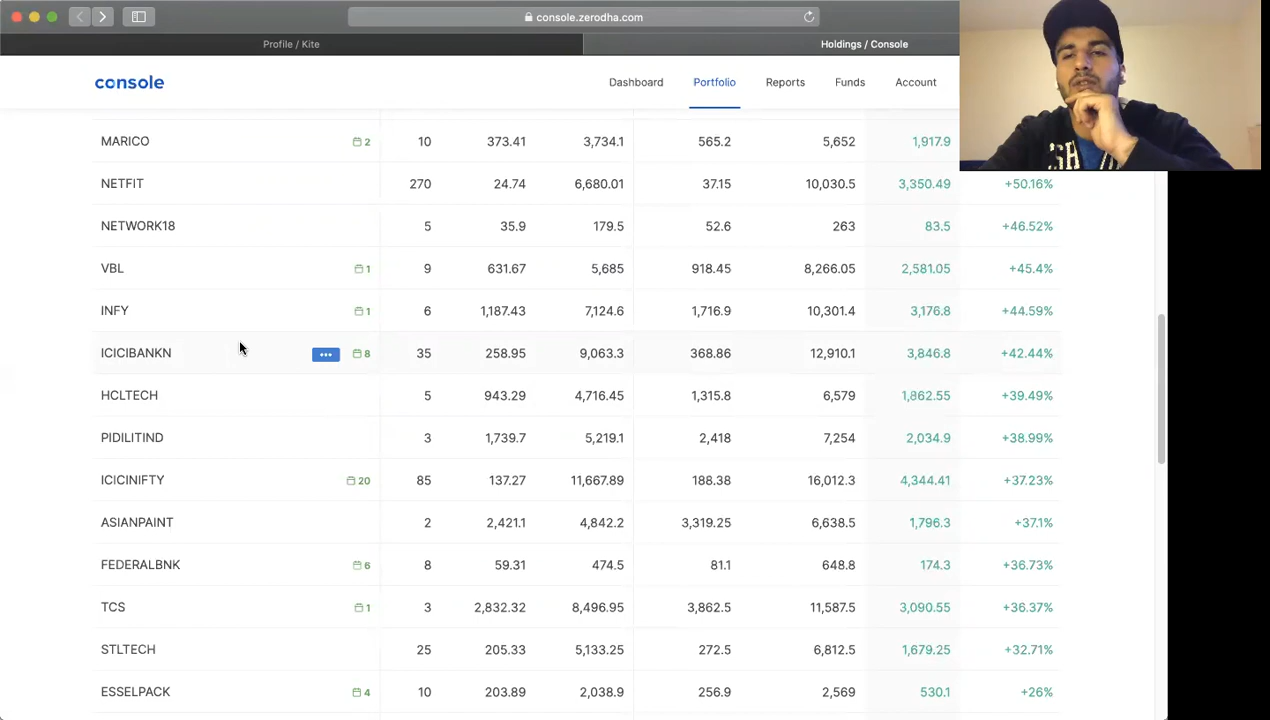 console.zerodha.com
Profile / Kite
Holdings / Console
console
Dashboard Portfolio Reports Funds Account
MARICO 2 10 373.41 3,734.1 565.2 5,652 1,917.9
NETFIT 270 24.74 6,680.01 37.15 10,030.5 3,350.49 +50.16%
NETWORK18 5 35.9 179.5 52.6 263 83.5 +46.52%
VBL 1 9 631.67 5,685 918.45 8,266.05 2,581.05 +45.4%
INFY 1 6 1,187.43 7,124.6 1,716.9 10,301.4 3,176.8 +44.59%
ICICIBANKN ••• 8 35 258.95 9,063.3 368.86 12,910.1 3,846.8 +42.44%
HCLTECH 5 943.29 4,716.45 1,315.8 6,579 1,862.55 +39.49%
PIDILITIND 3 1,739.7 5,219.1 2,418 7,254 2,034.9 +38.99%
ICICINIFTY 20 85 137.27 11,667.89 188.38 16,012.3 4,344.41 +37.23%
ASIANPAINT 2 2,421.1 4,842.2 3,319.25 6,638.5 1,796.3 +37.1%
FEDERALBNK 6 8 59.31 474.5 81.1 648.8 174.3 +36.73%
TCS 1 3 2,832.32 8,496.95 3,862.5 11,587.5 3,090.55 +36.37%
STLTECH 25 205.33 5,133.25 272.5 6,812.5 1,679.25 +32.71%
ESSELPACK 4 10 203.89 2,038.9 256.9 2,569 530.1 +26%